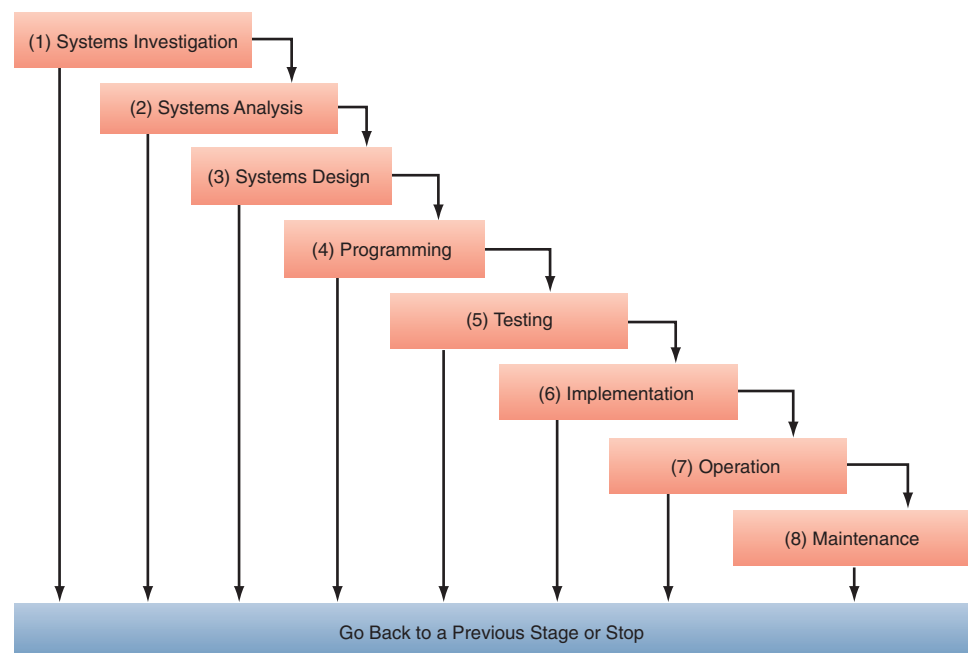 (1) Systems Investigation
(2) Systems Analysis
(3) Systems Design
(4) Programming
(5) Testing
(6) Implementation
(7) Operation
(8) Maintenance
Go Back to a Previous Stage or Stop